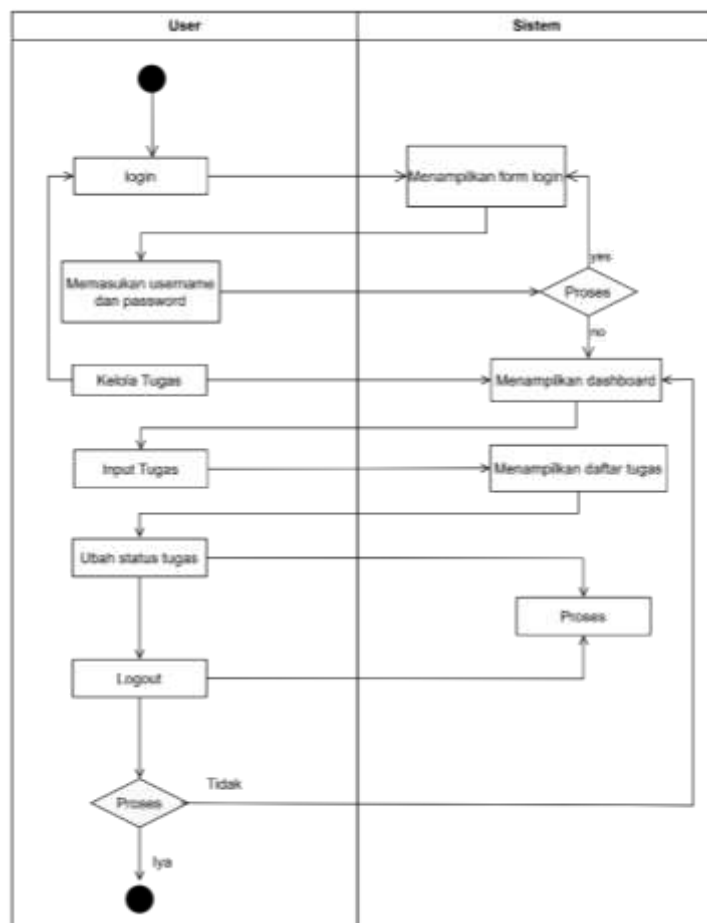 User
Sistem
login
Menampilkan form login
yes
Memasukan username
dan password
Proses
no
Kelola Tugas
Menampilkan dashboard
Input Tugas
Menampilkan daftar tugas
Ubah status tugas
Proses
Logout
Tidak
Proses
Iya